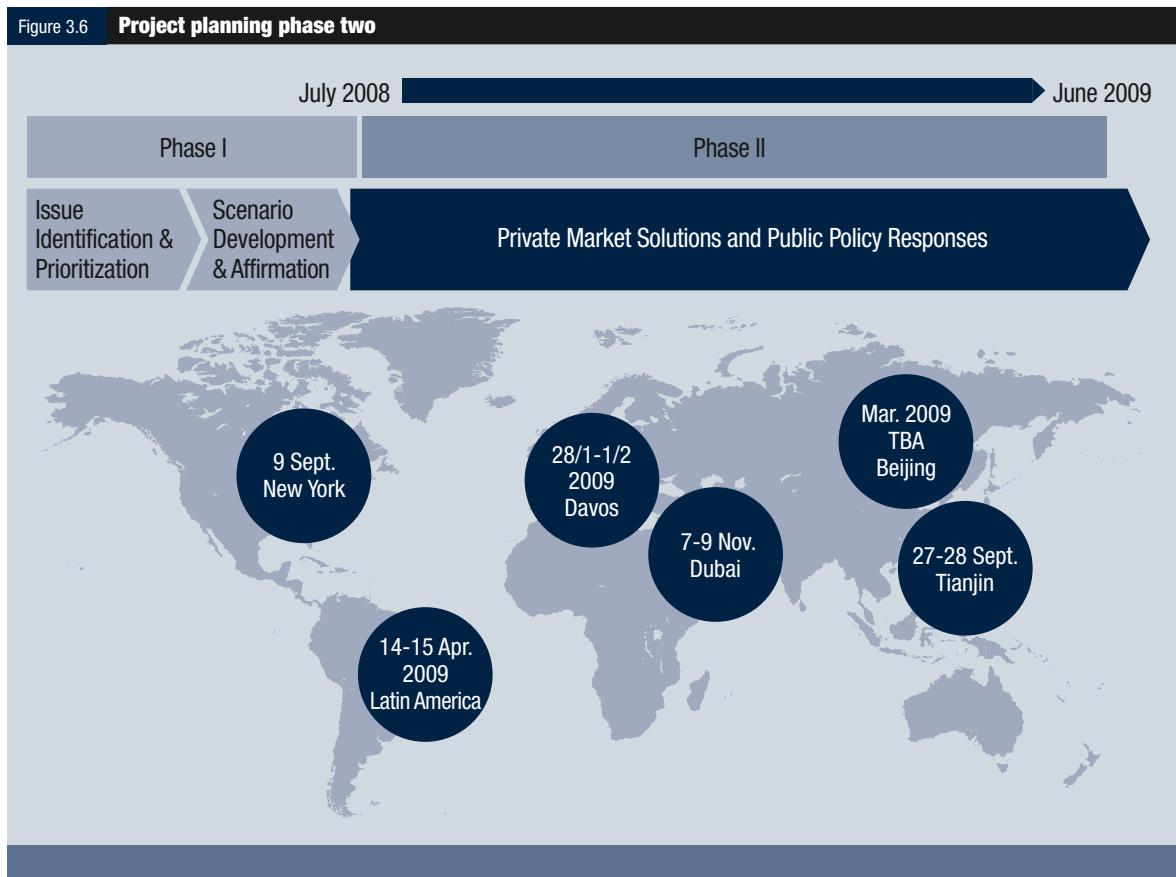 Figure 3.6 Project planning phase two
July 2008 June 2009
Phase I Phase II
Issue
Identification &
Prioritization
Scenario
Development
& Affirmation
Private Market Solutions and Public Policy Responses
9 Sept.
New York
28/1-1/2
2009
Davos
Mar. 2009
TBA
Beijing
7-9 Nov.
Dubai
27-28 Sept.
Tianjin
14-15 Apr.
2009
Latin America